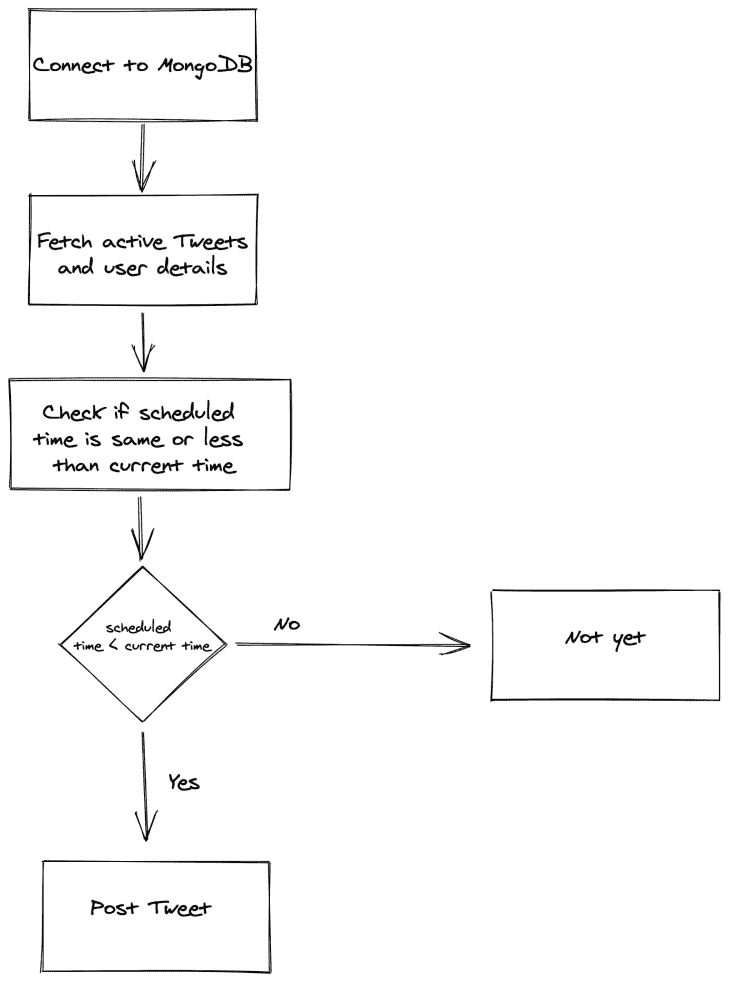 Connect to MongoDB
Fetch active Tweets
and user details
Check if scheduled
time is same or less
than current time
scheduled
time < current time
No
Not yet
Yes
Post Tweet